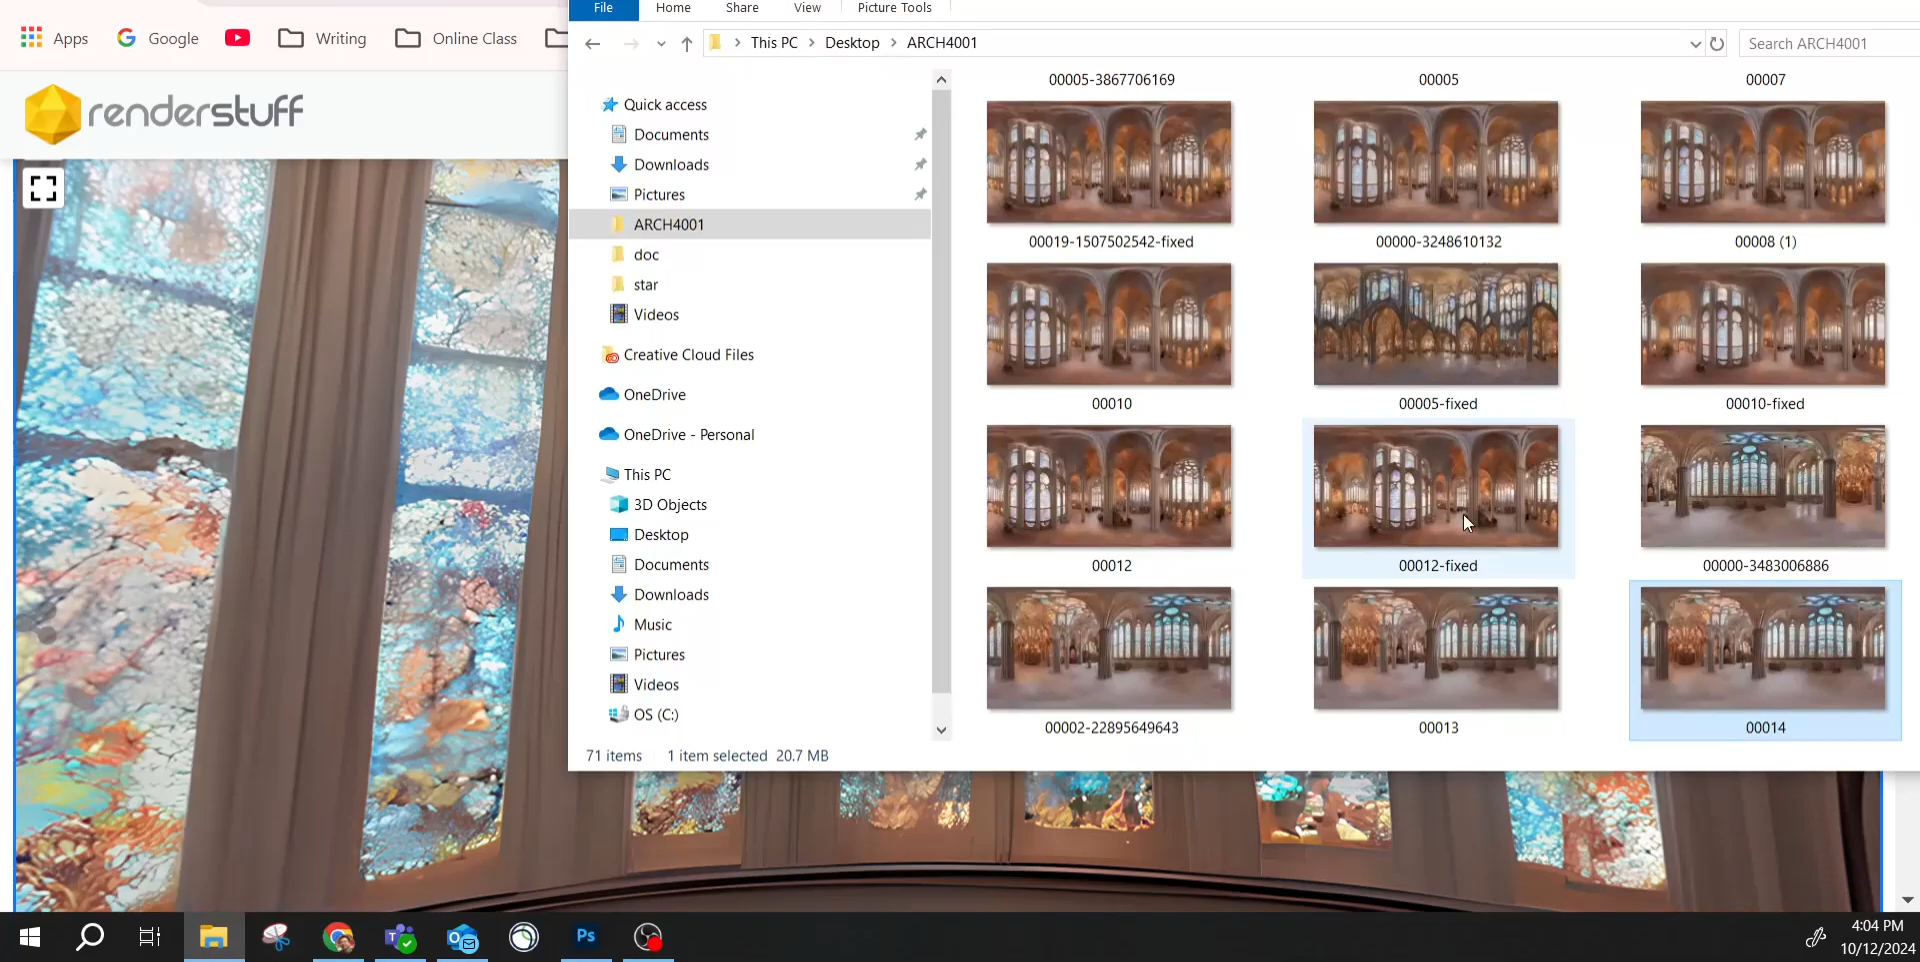 Apps
Google
Writing
Online Class
renderstuff
File
Home
Share
View
Picture Tools
This PC
Desktop
ARCH4001
Search ARCH4001
Quick access
Documents
Downloads
Pictures
ARCH4001
doc
star
Videos
Creative Cloud Files
OneDrive
OneDrive - Personal
This PC
3D Objects
Desktop
Documents
Downloads
Music
Pictures
Videos
OS (C:)
00005-3867706169
00005
00007
00019-1507502542-fixed
00000-3248610132
00008 (1)
00010
00005-fixed
00010-fixed
00012
00012-fixed
00000-3483006886
00002-22895649643
00013
00014
71 items
1 item selected 20.7 MB
Ps
4:04 PM
10/12/2024